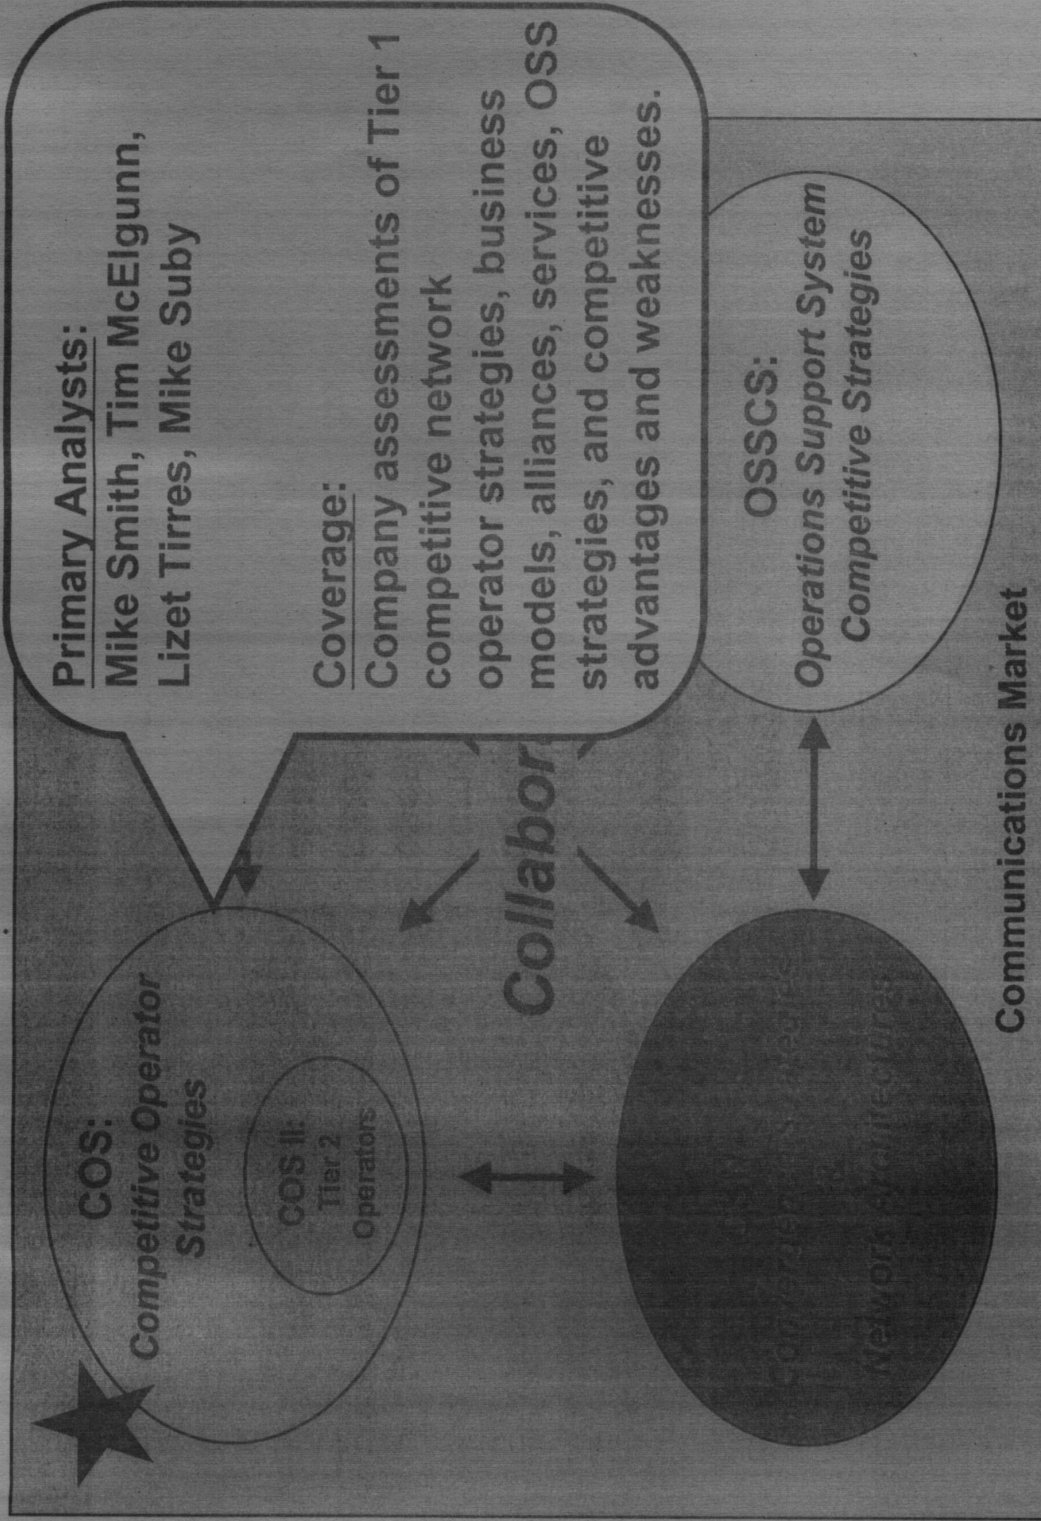 Primary Analysts:
Mike Smith, Tim McElgunn,
Lizet Tirres, Mike Suby
Coverage:
Company assessments of Tier 1
competitive network
operator strategies, business
models, alliances, services, OSS
strategies, and competitive
advantages and weaknesses.
COS:
Competitive Operator
Strategies
COS II:
Tier 2
Operators
Collabor
OSSCS:
Operations Support System
Competitive Strategies
Network Architectures
Communications Market